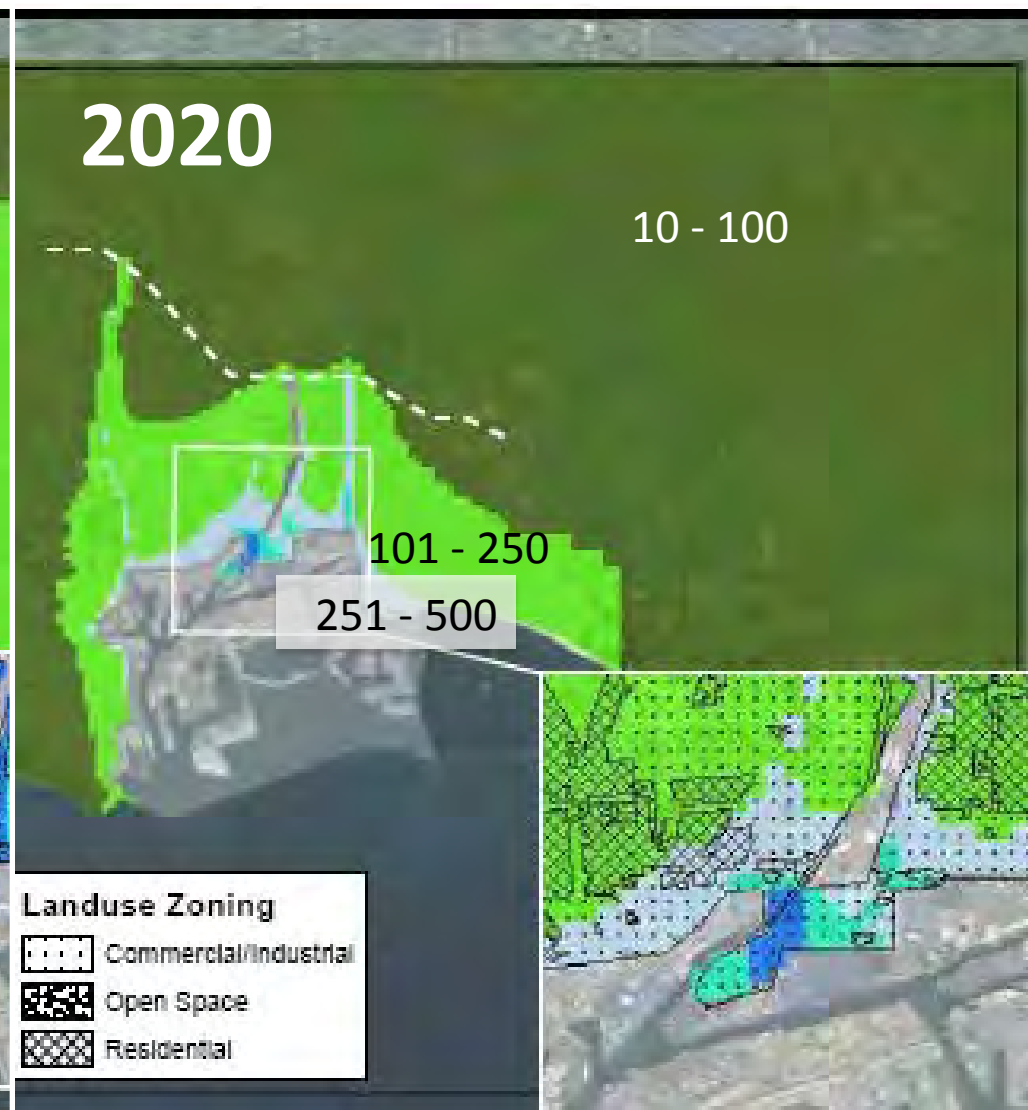 2020
10 - 100
101 - 250
251 - 500
Landuse Zoning
Commercial/Industrial
Open Space
Residential